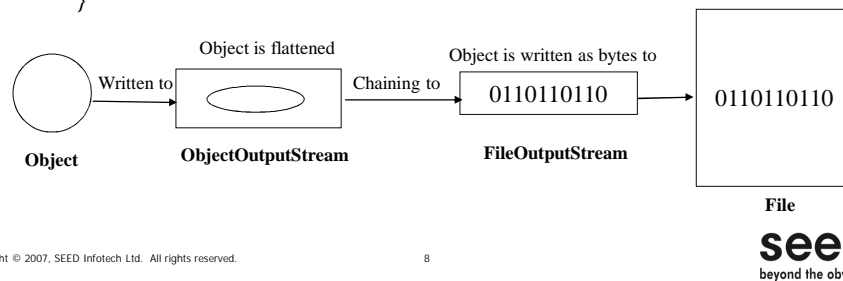 }
Object is flattened
Object is written as bytes to
Written to
Chaining to
0110110110
0110110110
Object
ObjectOutputStream
FileOutputStream
File
ht © 2007, SEED Infotech Ltd. All rights reserved.
8
see
beyond the ob